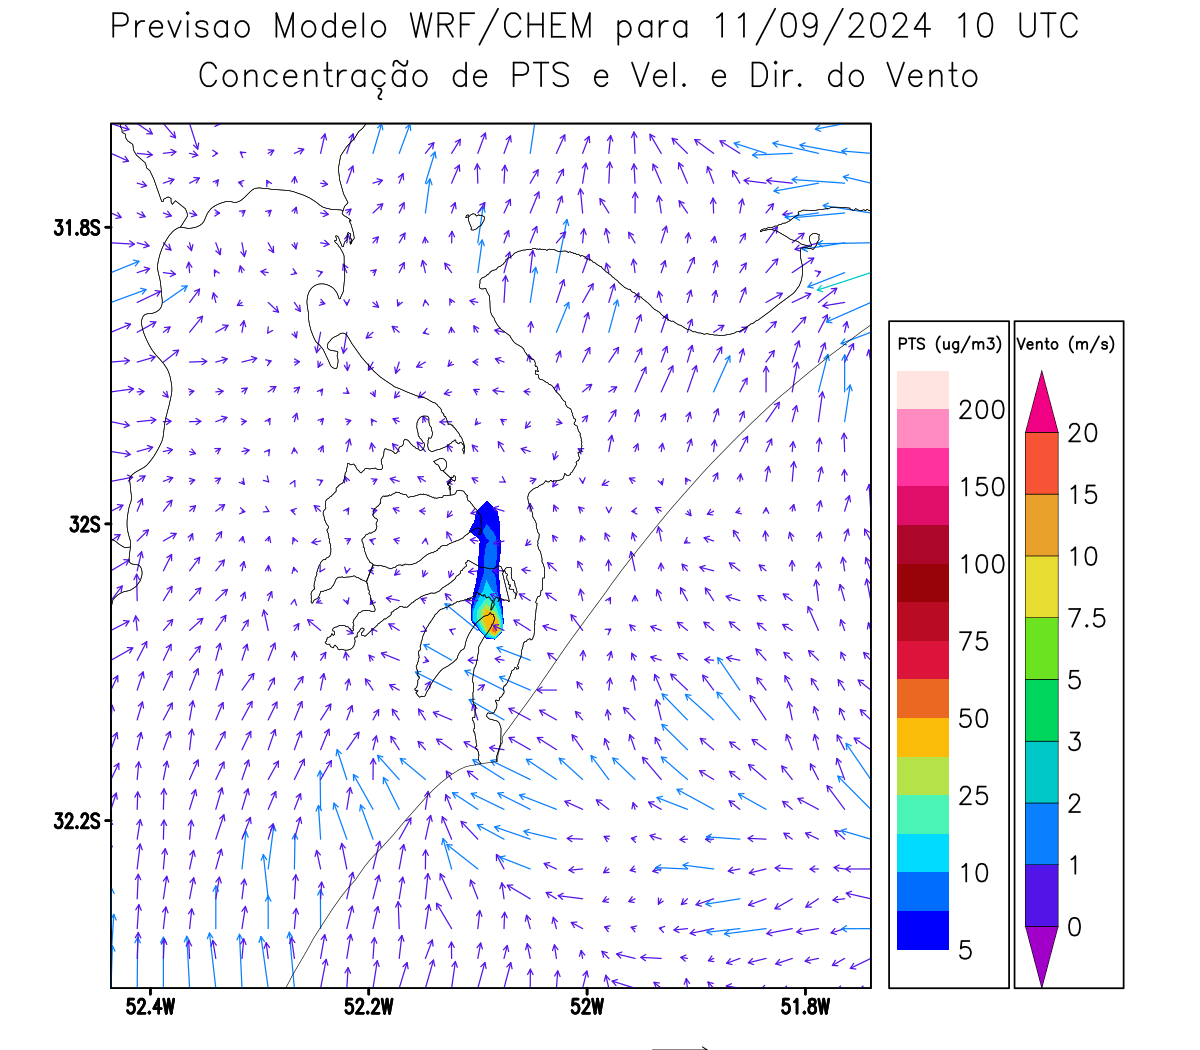 Previsao Modelo WRF/CHEM para 11/09/2024 10 UTC
Concentração de PTS e Vel. e Dir. do Vento
31.8S
32S
32.2S
52.4W
52.2W
52W
51.8W
PTS (ug/m3)
200
150
100
75
50
25
10
5
Vento (m/s)
20
15
10
7.5
5
3
2
1
0